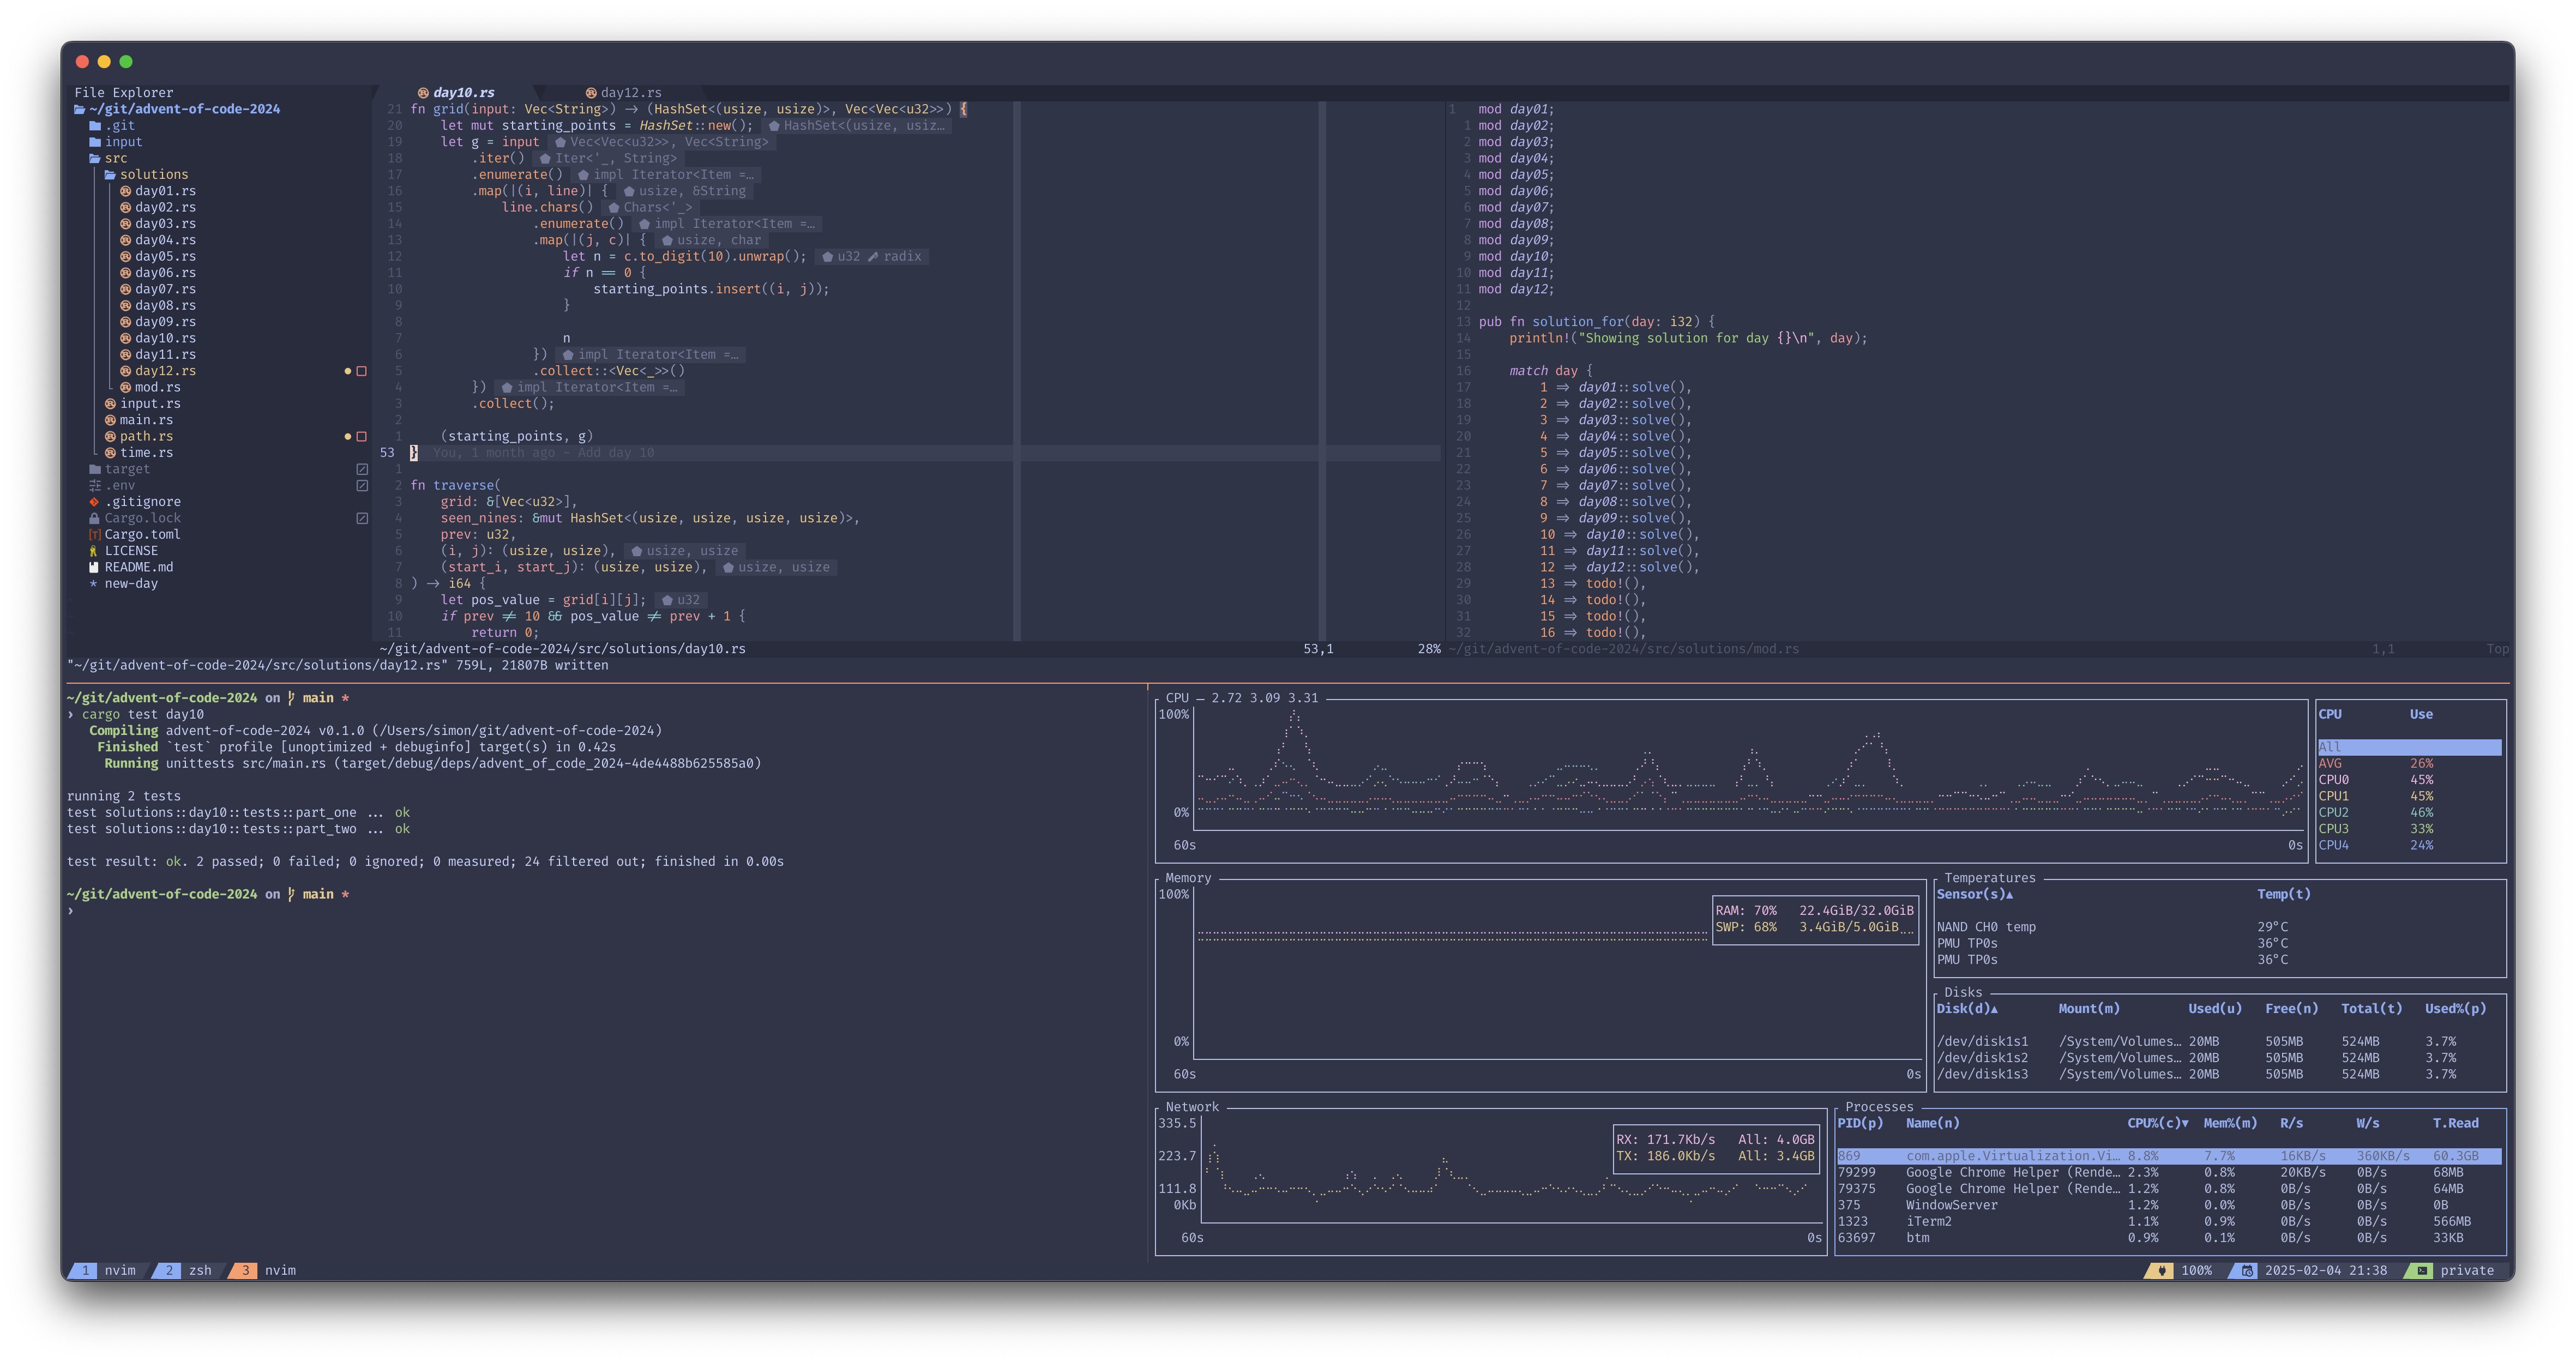 File Explorer
~/git/advent-of-code-2024
.git
input
src
solutions
day01.rs
day02.rs
day03.rs
day04.rs
day05.rs
day06.rs
day07.rs
day08.rs
day09.rs
day10.rs
day11.rs
day12.rs
mod.rs
input.rs
main.rs
path.rs
time.rs
target
.env
.gitignore
Cargo.lock
Cargo.toml
LICENSE
README.md
new-day
day10.rs day12.rs
21 fn grid(input: Vec<String>) → (HashSet<(usize, usize)>, Vec<Vec<u32>>) {
20 let mut starting_points = HashSet::new(); HashSet<(usize, usiz…
19 let g = input Vec<Vec<u32>>, Vec<String>
18 .iter() Iter<'_, String>
17 .enumerate() impl Iterator<Item =…
16 .map(|(i, line)| { usize, &String
15 line.chars() Chars<'_>
14 .enumerate() impl Iterator<Item =…
13 .map(|(j, c)| { usize, char
12 let n = c.to_digit(10).unwrap(); u32 radix
11 if n == 0 {
10 starting_points.insert((i, j));
9 }
8
7 n
6 }) impl Iterator<Item =…
5 .collect::<Vec<_>>()
4 }) impl Iterator<Item =…
3 .collect();
2
1 (starting_points, g)
53 } You, 1 month ago - Add day 10
1
2 fn traverse(
3 grid: &[Vec<u32>],
4 seen_nines: &mut HashSet<(usize, usize, usize, usize)>,
5 prev: u32,
6 (i, j): (usize, usize), usize, usize
7 (start_i, start_j): (usize, usize), usize, usize
8 ) → i64 {
9 let pos_value = grid[i][j]; u32
10 if prev ≠ 10 && pos_value ≠ prev + 1 {
11 return 0;
~/git/advent-of-code-2024/src/solutions/day10.rs 53,1 28%
1 mod day01;
1 mod day02;
2 mod day03;
3 mod day04;
4 mod day05;
5 mod day06;
6 mod day07;
7 mod day08;
8 mod day09;
9 mod day10;
10 mod day11;
11 mod day12;
12
13 pub fn solution_for(day: i32) {
14 println!("Showing solution for day {}\n", day);
15
16 match day {
17 1 ⇒ day01::solve(),
18 2 ⇒ day02::solve(),
19 3 ⇒ day03::solve(),
20 4 ⇒ day04::solve(),
21 5 ⇒ day05::solve(),
22 6 ⇒ day06::solve(),
23 7 ⇒ day07::solve(),
24 8 ⇒ day08::solve(),
25 9 ⇒ day09::solve(),
26 10 ⇒ day10::solve(),
27 11 ⇒ day11::solve(),
28 12 ⇒ day12::solve(),
29 13 ⇒ todo!(),
30 14 ⇒ todo!(),
31 15 ⇒ todo!(),
32 16 ⇒ todo!(),
~/git/advent-of-code-2024/src/solutions/mod.rs 1,1 Top
"~/git/advent-of-code-2024/src/solutions/day12.rs" 759L, 21807B written
~/git/advent-of-code-2024 on main *
› cargo test day10
Compiling advent-of-code-2024 v0.1.0 (/Users/simon/git/advent-of-code-2024)
Finished `test` profile [unoptimized + debuginfo] target(s) in 0.42s
Running unittests src/main.rs (target/debug/deps/advent_of_code_2024-4de4488b625585a0)
running 2 tests
test solutions::day10::tests::part_one ... ok
test solutions::day10::tests::part_two ... ok
test result: ok. 2 passed; 0 failed; 0 ignored; 0 measured; 24 filtered out; finished in 0.00s
~/git/advent-of-code-2024 on main *
›
CPU — 2.72 3.09 3.31
100%
0%
60s 0s
CPU Use
All
AVG 26%
CPU0 45%
CPU1 45%
CPU2 46%
CPU3 33%
CPU4 24%
Memory
100%
RAM: 70% 22.4GiB/32.0GiB
SWP: 68% 3.4GiB/5.0GiB
0%
60s 0s
Temperatures
Sensor(s)▲ Temp(t)
NAND CH0 temp 29°C
PMU TP0s 36°C
PMU TP0s 36°C
Disks
Disk(d)▲ Mount(m) Used(u) Free(n) Total(t) Used%(p)
/dev/disk1s1 /System/Volumes… 20MB 505MB 524MB 3.7%
/dev/disk1s2 /System/Volumes… 20MB 505MB 524MB 3.7%
/dev/disk1s3 /System/Volumes… 20MB 505MB 524MB 3.7%
Network
335.5
223.7
111.8
0Kb
RX: 171.7Kb/s All: 4.0GB
TX: 186.0Kb/s All: 3.4GB
60s 0s
Processes
PID(p) Name(n) CPU%(c)▼ Mem%(m) R/s W/s T.Read
869 com.apple.Virtualization.Vi… 8.8% 7.7% 16KB/s 360KB/s 60.3GB
79299 Google Chrome Helper (Rende… 2.3% 0.8% 20KB/s 0B/s 68MB
79375 Google Chrome Helper (Rende… 1.2% 0.8% 0B/s 0B/s 64MB
375 WindowServer 1.2% 0.0% 0B/s 0B/s 0B
1323 iTerm2 1.1% 0.9% 0B/s 0B/s 566MB
63697 btm 0.9% 0.1% 0B/s 0B/s 33KB
1 nvim 2 zsh 3 nvim 100% 2025-02-04 21:38 private